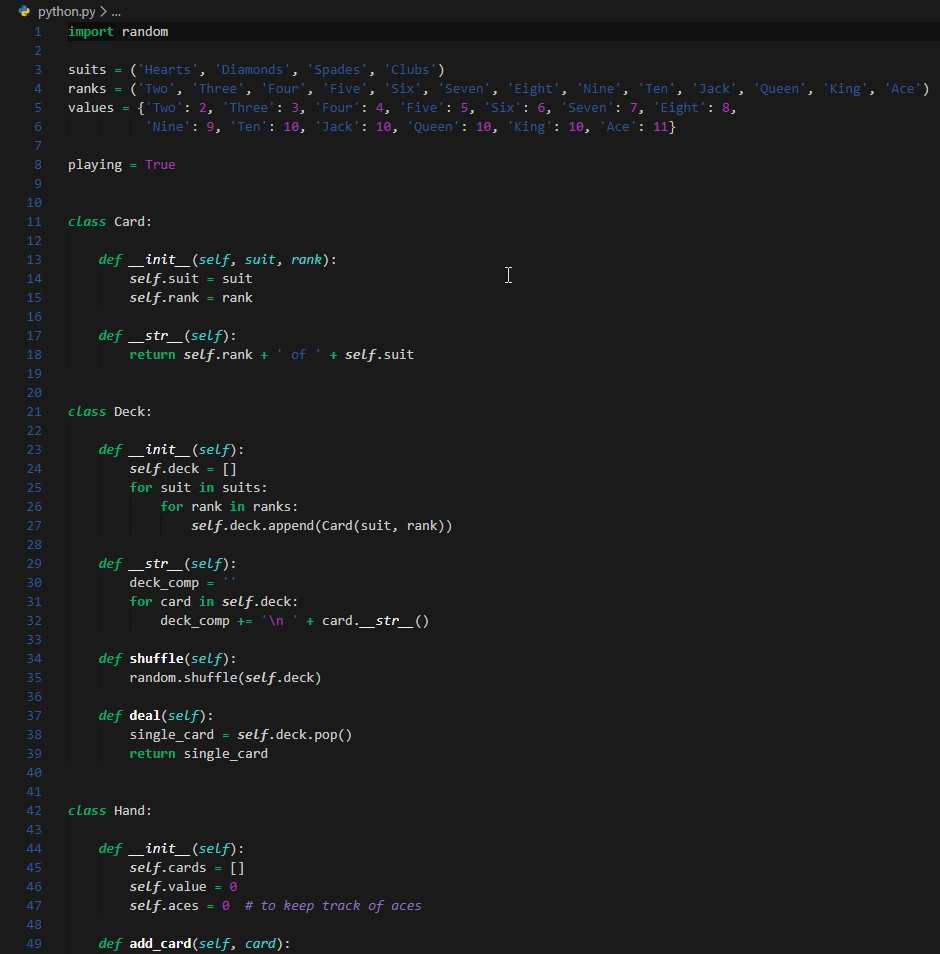 python.py > ...
1 import random
2
3 suits = ('Hearts', 'Diamonds', 'Spades', 'Clubs')
4 ranks = ('Two', 'Three', 'Four', 'Five', 'Six', 'Seven', 'Eight', 'Nine', 'Ten', 'Jack', 'Queen', 'King', 'Ace')
5 values = {'Two': 2, 'Three': 3, 'Four': 4, 'Five': 5, 'Six': 6, 'Seven': 7, 'Eight': 8,
6           'Nine': 9, 'Ten': 10, 'Jack': 10, 'Queen': 10, 'King': 10, 'Ace': 11}
7
8 playing = True
9
10
11 class Card:
12
13     def __init__(self, suit, rank):
14         self.suit = suit
15         self.rank = rank
16
17     def __str__(self):
18         return self.rank + ' of ' + self.suit
19
20
21 class Deck:
22
23     def __init__(self):
24         self.deck = []
25         for suit in suits:
26             for rank in ranks:
27                 self.deck.append(Card(suit, rank))
28
29     def __str__(self):
30         deck_comp = ''
31         for card in self.deck:
32             deck_comp += '\n ' + card.__str__()
33
34     def shuffle(self):
35         random.shuffle(self.deck)
36
37     def deal(self):
38         single_card = self.deck.pop()
39         return single_card
40
41
42 class Hand:
43
44     def __init__(self):
45         self.cards = []
46         self.value = 0
47         self.aces = 0  # to keep track of aces
48
49     def add_card(self, card):